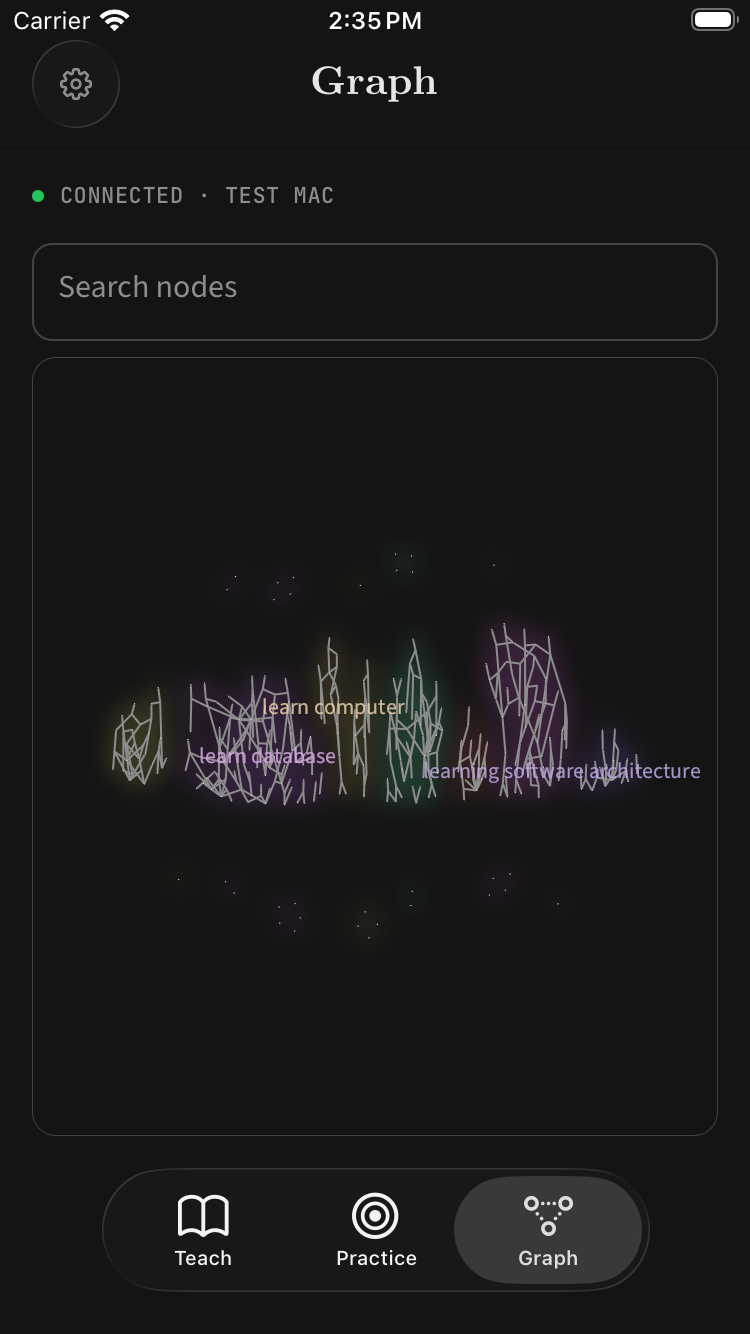 Carrier 2:35 PM
Graph
CONNECTED · TEST MAC
Search nodes
learn computer
learn database
learning software architecture
Teach Practice Graph